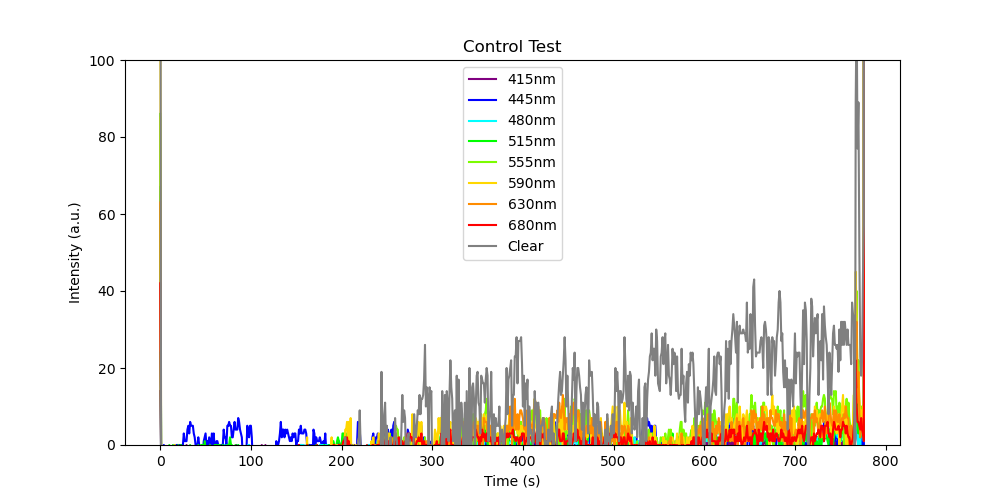 Control Test
100
80
60
40
20
0
Intensity (a.u.)
415nm
445nm
480nm
515nm
555nm
590nm
630nm
680nm
Clear
0 100 200 300 400 500 600 700 800
Time (s)